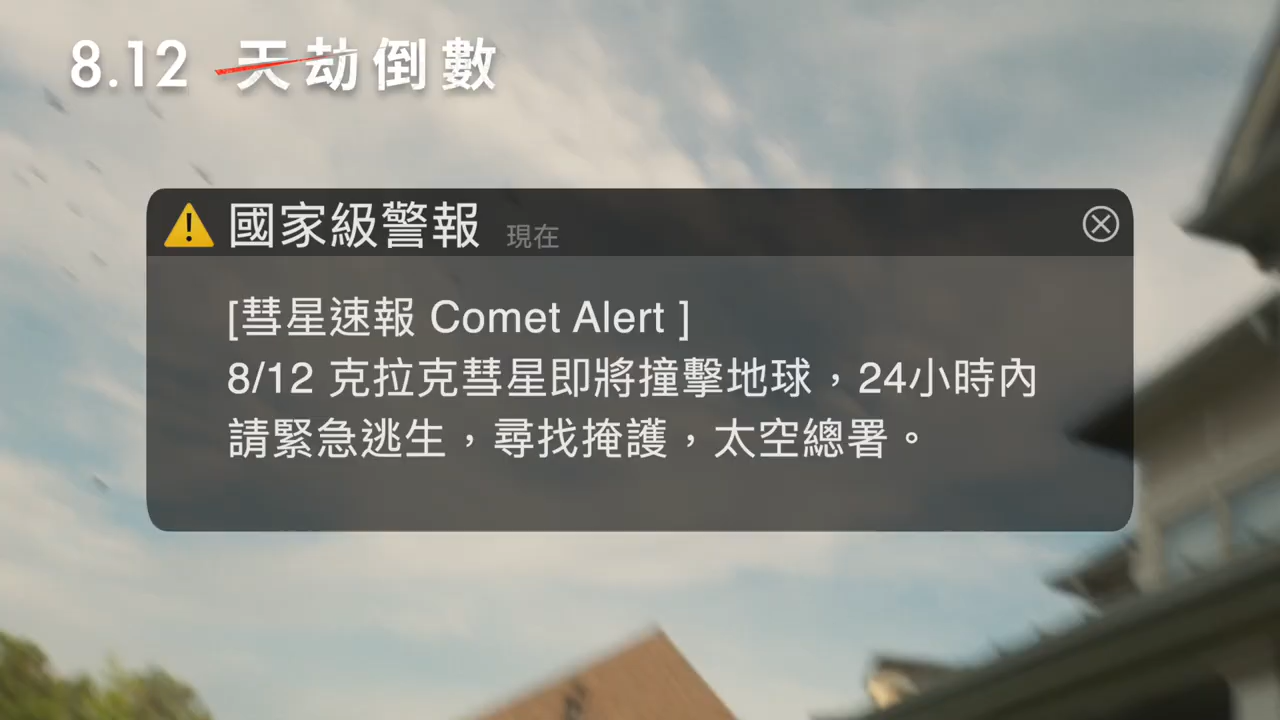 8.12 天劫倒數
國家級警報 現在
[彗星速報 Comet Alert ]
8/12 克拉克彗星即將撞擊地球，24小時內
請緊急逃生，尋找掩護，太空總署。